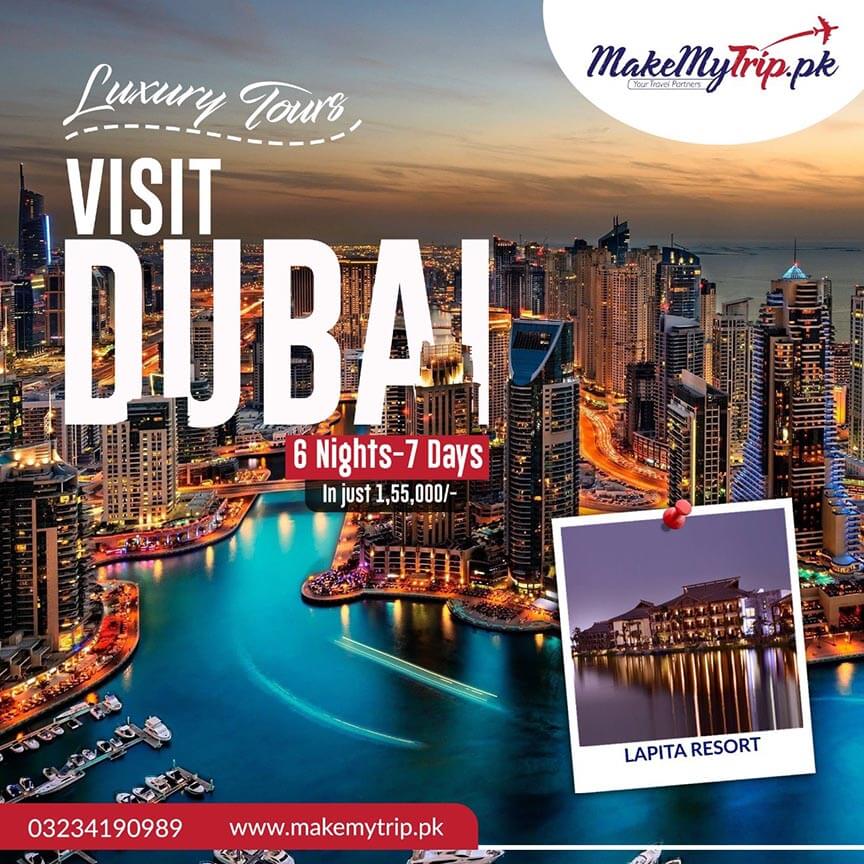 MakeMyTrip.pk
Your Travel Partners
Luxury Tours
VISIT
DUBAI
6 Nights-7 Days
In just 1,55,000/-
LAPITA RESORT
03234190989 www.makemytrip.pk